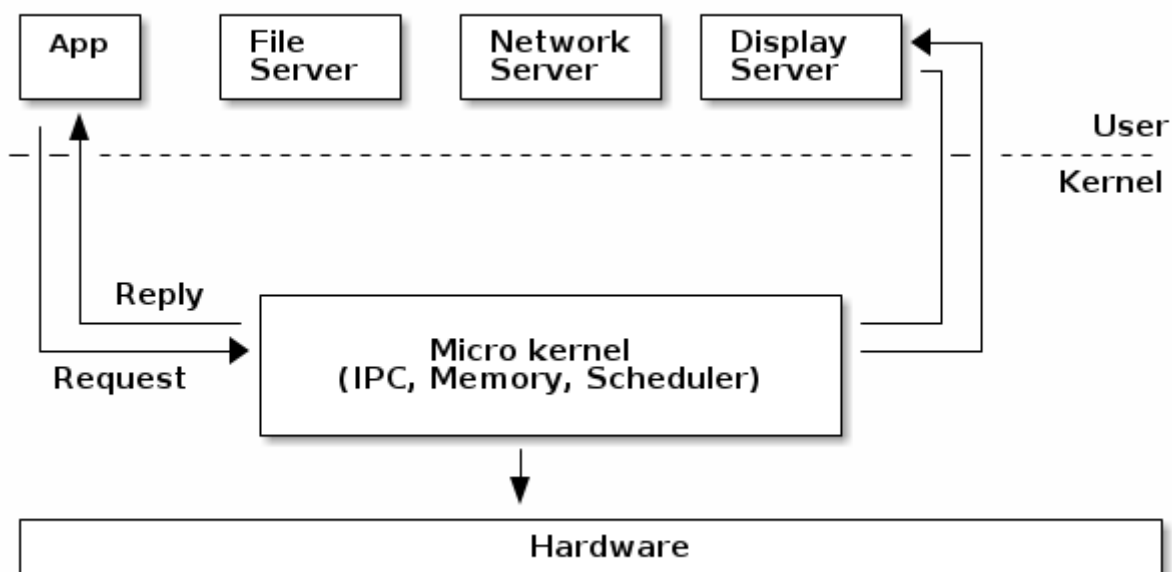 App
File
Server
Network
Server
Display
Server
User
Kernel
Reply
Request
Micro kernel
(IPC, Memory, Scheduler)
Hardware